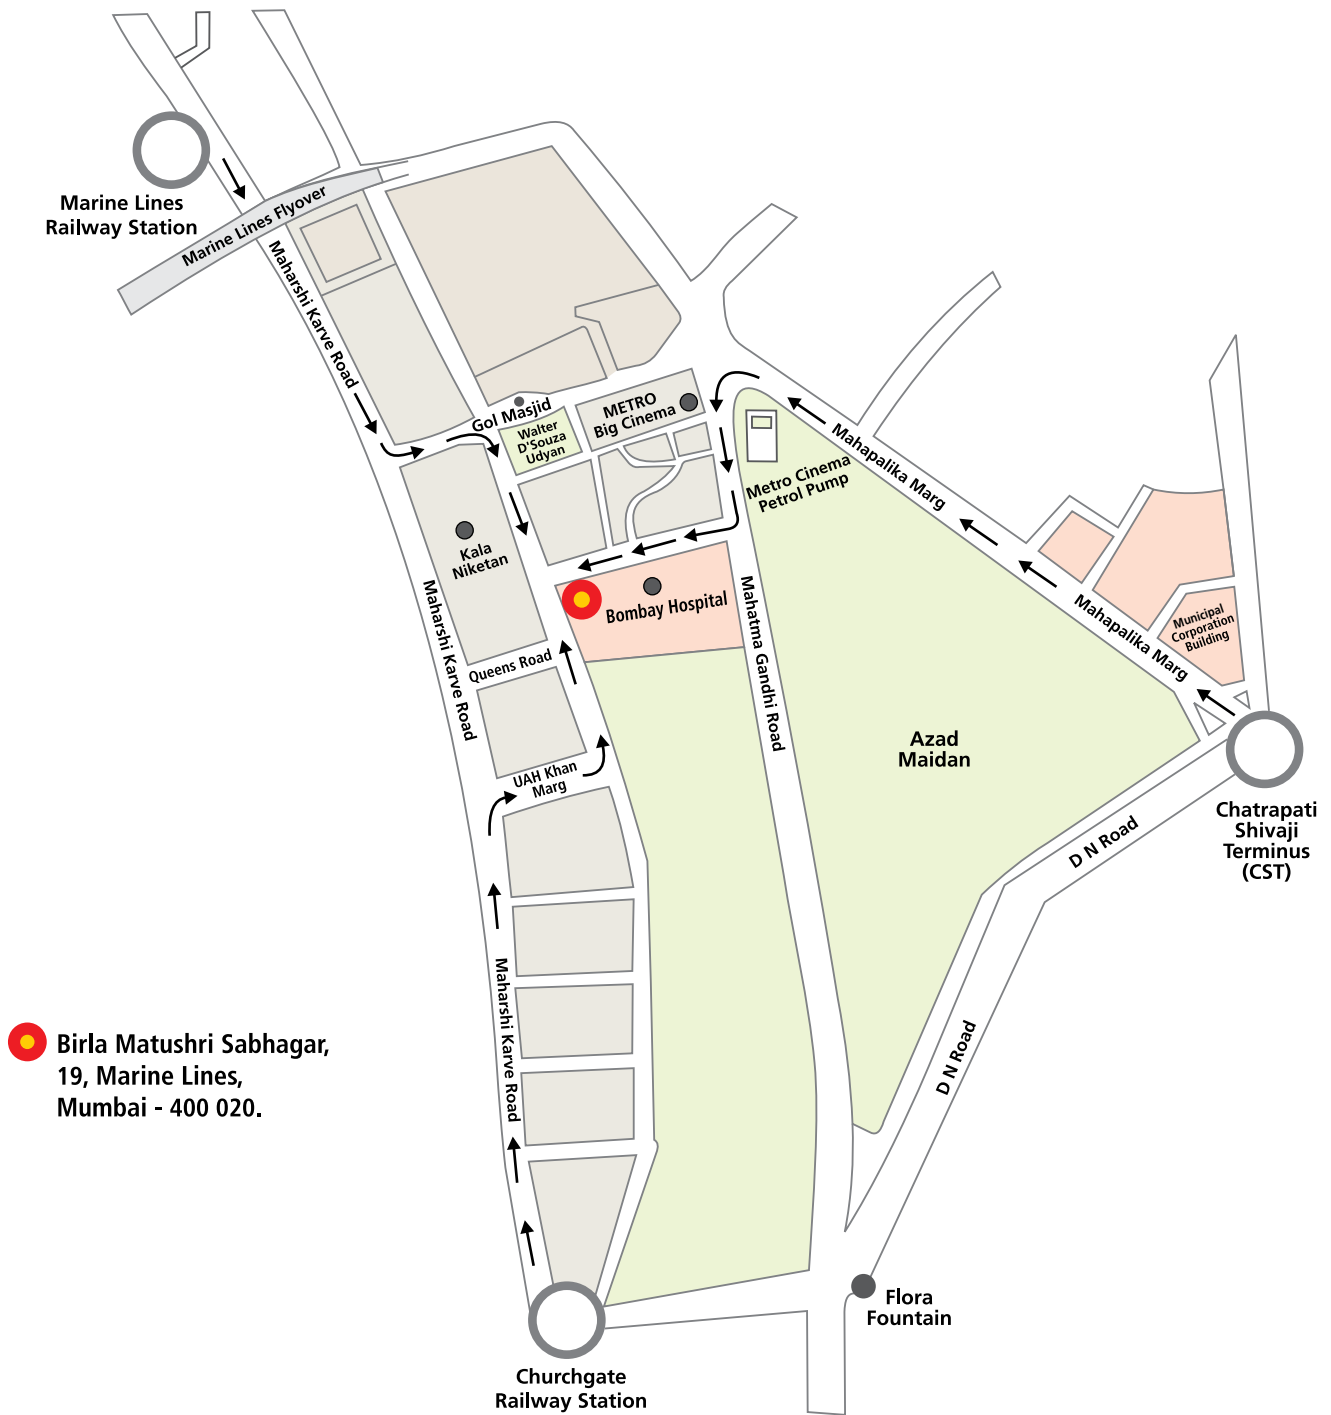 Marine Lines
Railway Station
Marine Lines Flyover
Maharshi Karve Road
Gol Masjid
Walter
D'Souza
Udyan
METRO
Big Cinema
Metro Cinema
Petrol Pump
Mahapalika Marg
Kala
Niketan
Bombay Hospital
Maharshi Karve Road
Queens Road
Mahatma Gandhi Road
Mahapalika Marg
Municipal
Corporation
Building
Azad
Maidan
UAH Khan
Marg
Chatrapati
Shivaji
Terminus
(CST)
D N Road
Maharshi Karve Road
D N Road
Birla Matushri Sabhagar,
19, Marine Lines,
Mumbai - 400 020.
Flora
Fountain
Churchgate
Railway Station